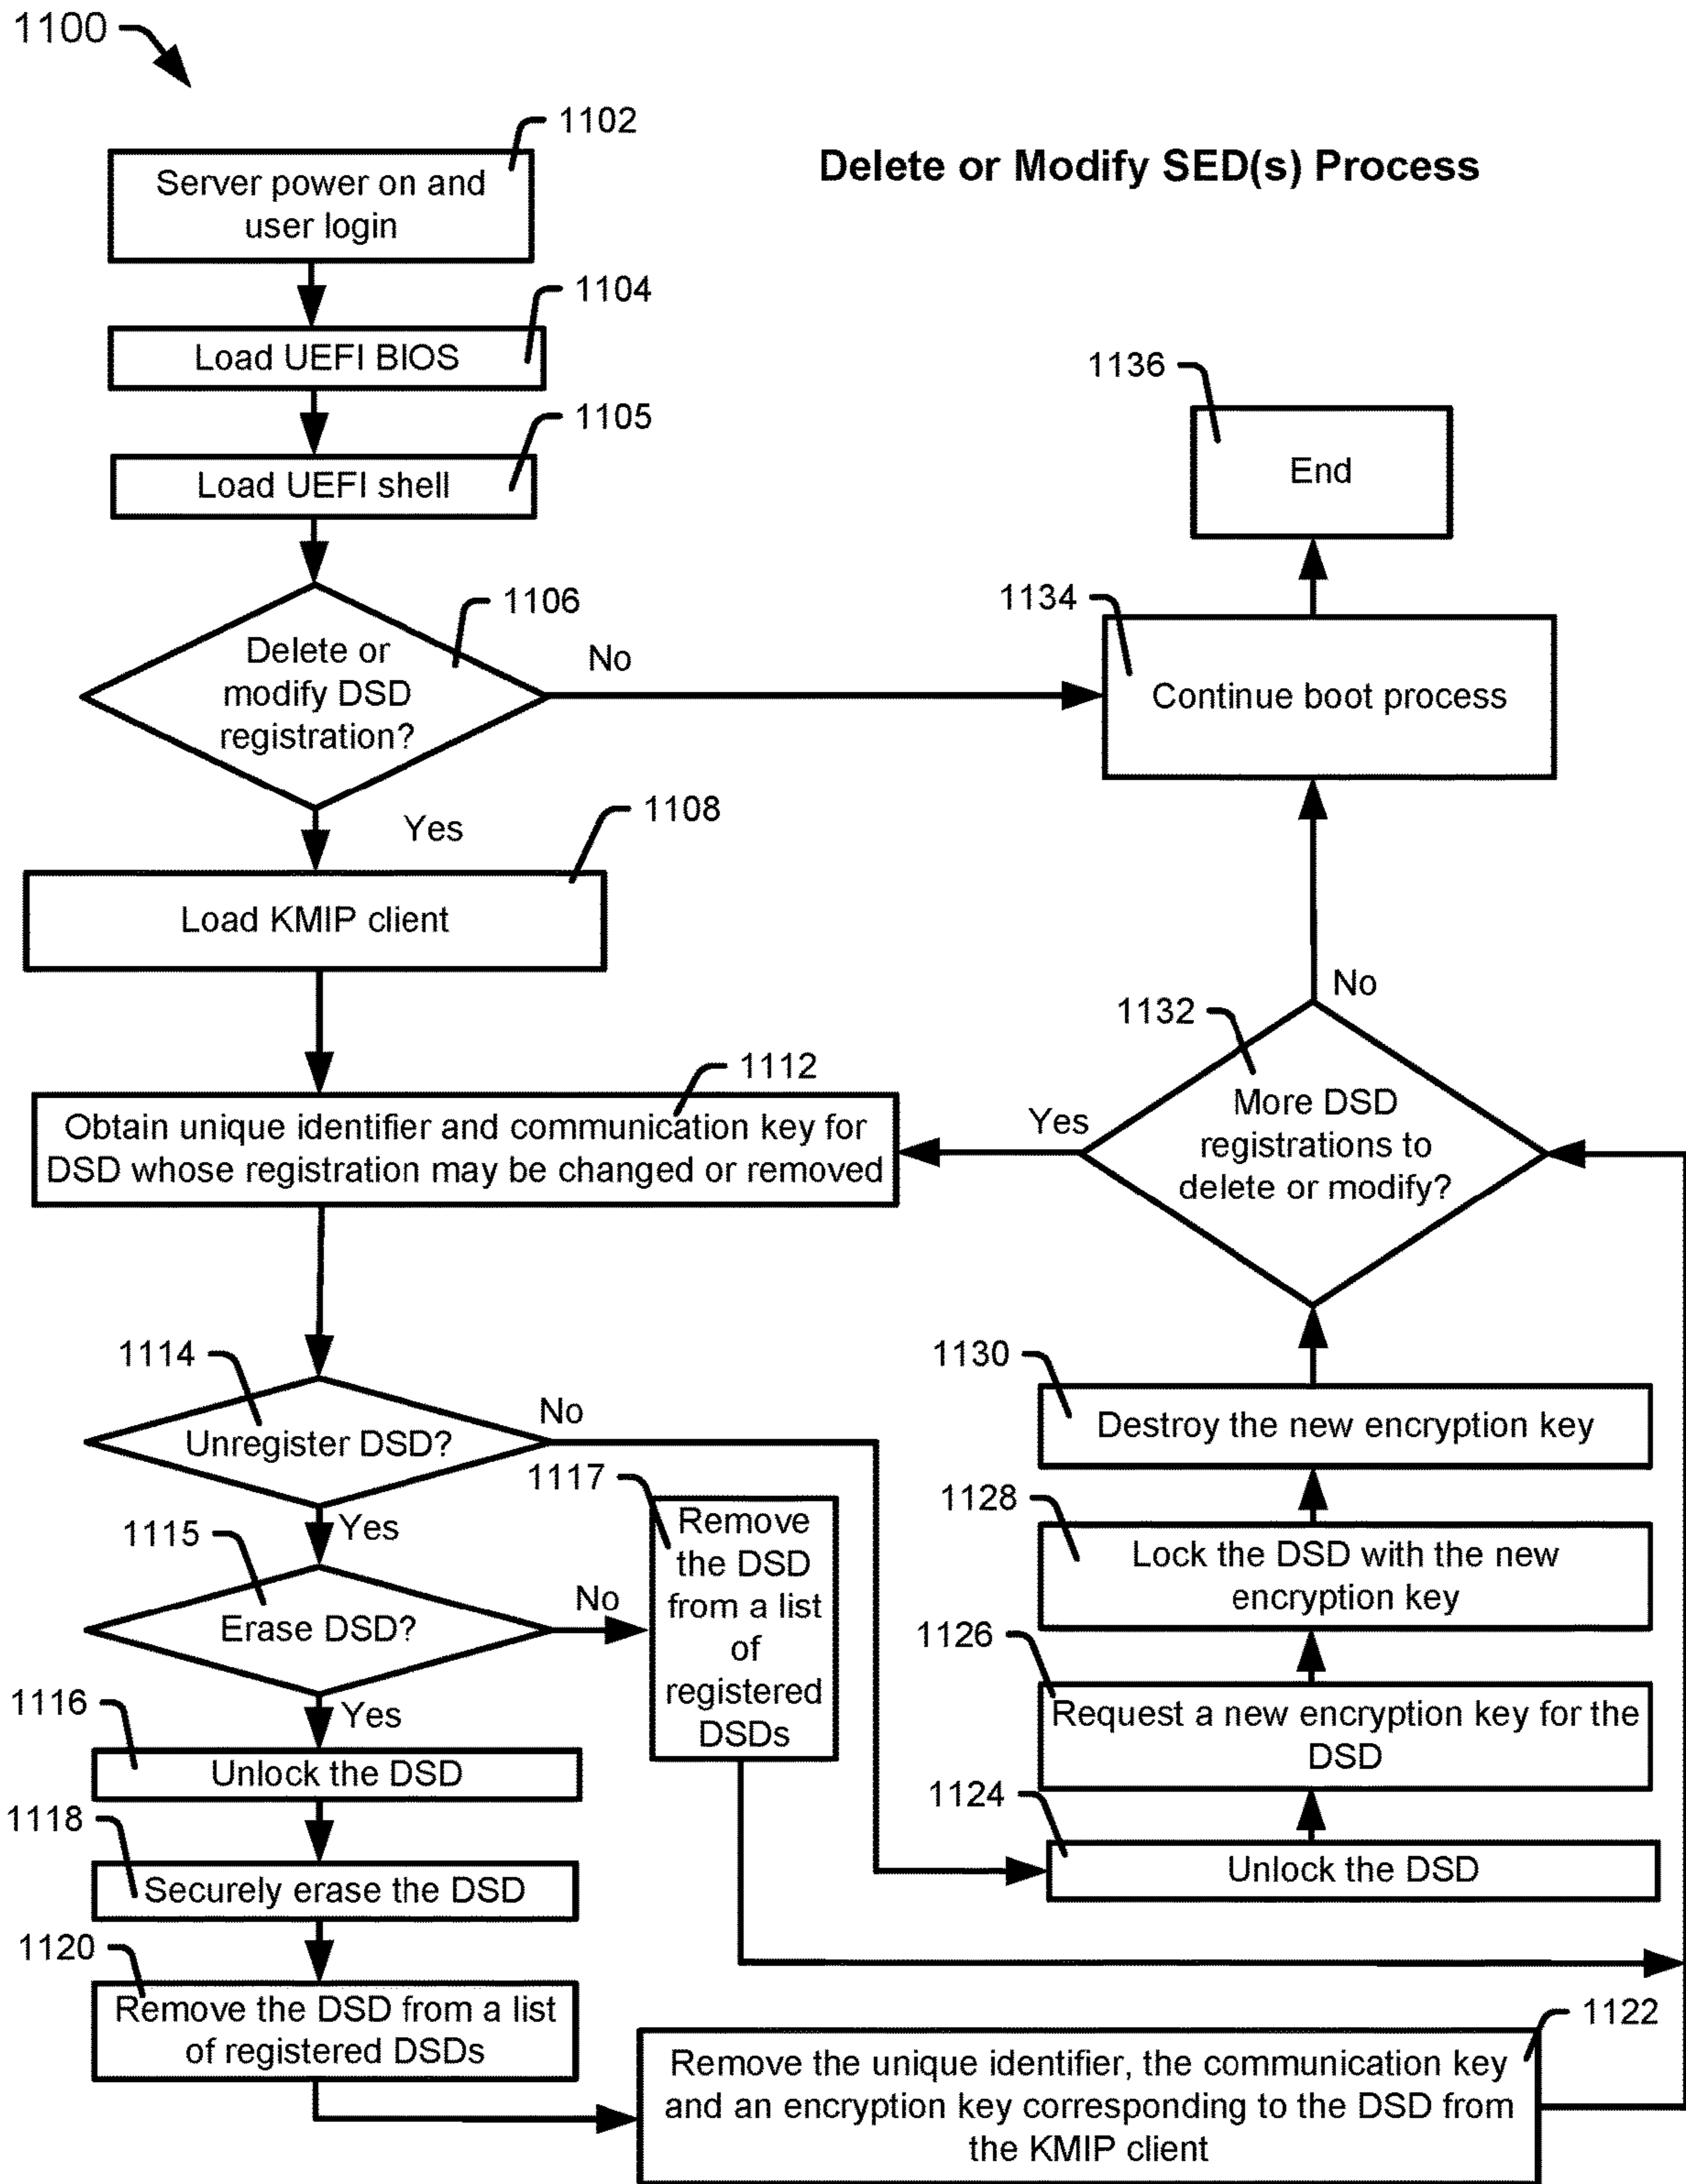 1100
Delete or Modify SED(s) Process
1102
Server power on and
user login
1104
Load UEFI BIOS
1105
Load UEFI shell
1106
Delete or
modify DSD
registration?
No
Yes
1108
Load KMIP client
1112
Obtain unique identifier and communication key for
DSD whose registration may be changed or removed
1114
Unregister DSD?
No
Yes
1115
Erase DSD?
No
Yes
1117
Remove
the DSD
from a list
of
registered
DSDs
1116
Unlock the DSD
1118
Securely erase the DSD
1120
Remove the DSD from a list
of registered DSDs
1122
Remove the unique identifier, the communication key
and an encryption key corresponding to the DSD from
the KMIP client
1124
Unlock the DSD
1126
Request a new encryption key for the
DSD
1128
Lock the DSD with the new
encryption key
1130
Destroy the new encryption key
1132
More DSD
registrations to
delete or modify?
Yes
No
1134
Continue boot process
1136
End